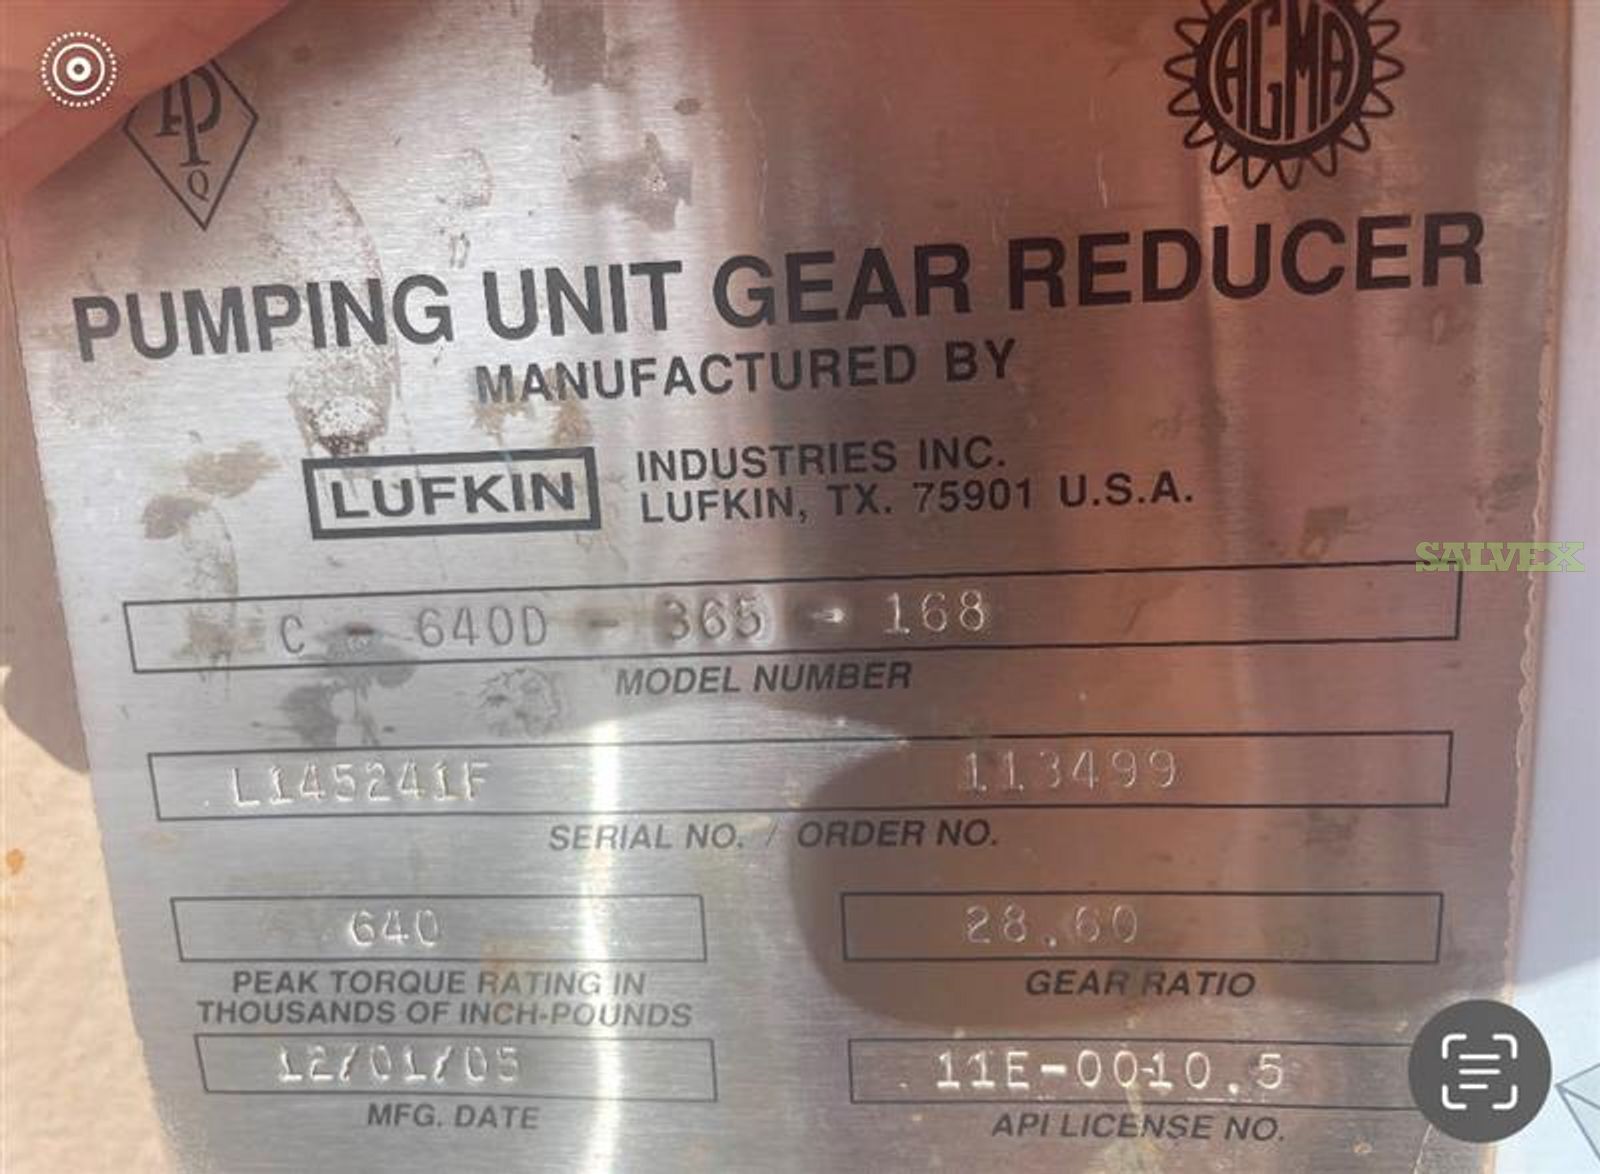 API
Q
AGMA
PUMPING UNIT GEAR REDUCER
MANUFACTURED BY
LUFKIN INDUSTRIES INC.
LUFKIN, TX. 75901 U.S.A.
SALVEX
C - 640D - 365 - 168
MODEL NUMBER
L145241F 113499
SERIAL NO. / ORDER NO.
640 28.60
PEAK TORQUE RATING IN GEAR RATIO
THOUSANDS OF INCH-POUNDS
12/01/05 11E-0010.5
MFG. DATE API LICENSE NO.